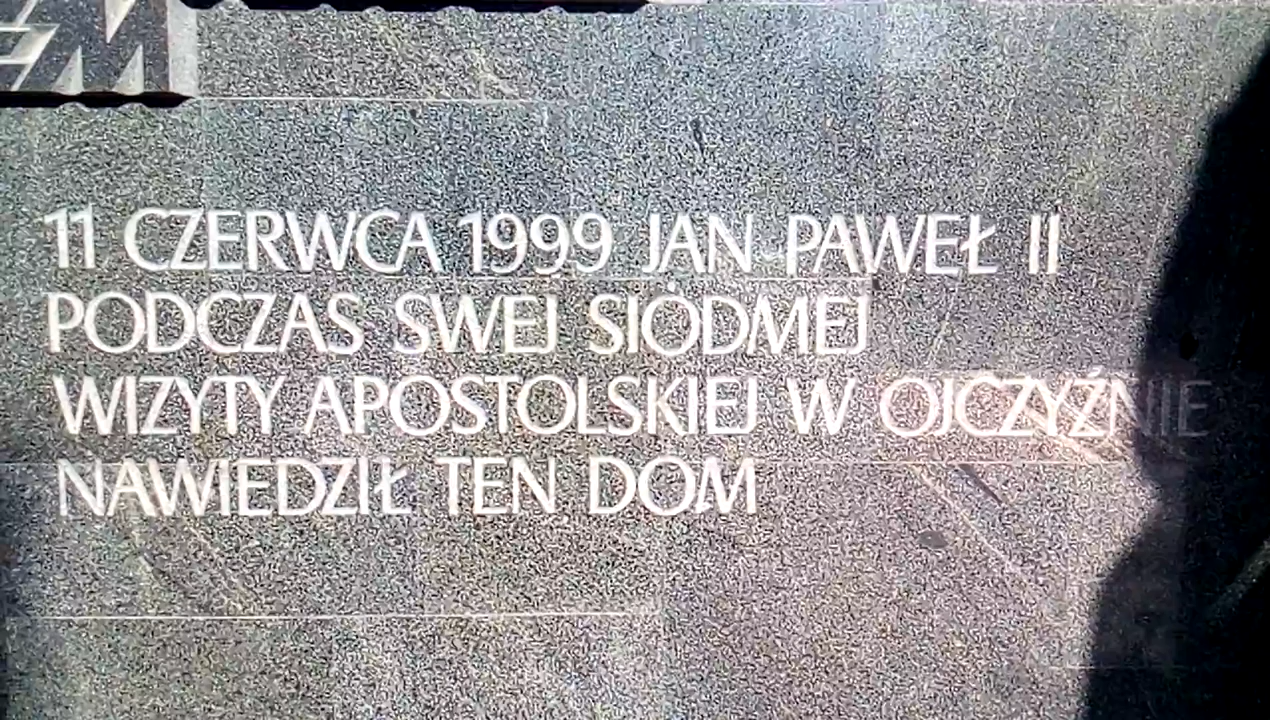 11 CZERWCA 1999 JAN PAWEŁ II
PODCZAS SWEJ SIÓDMEJ
WIZYTY APOSTOLSKIEJ W OJCZYŹNIE
NAWIEDZIŁ TEN DOM